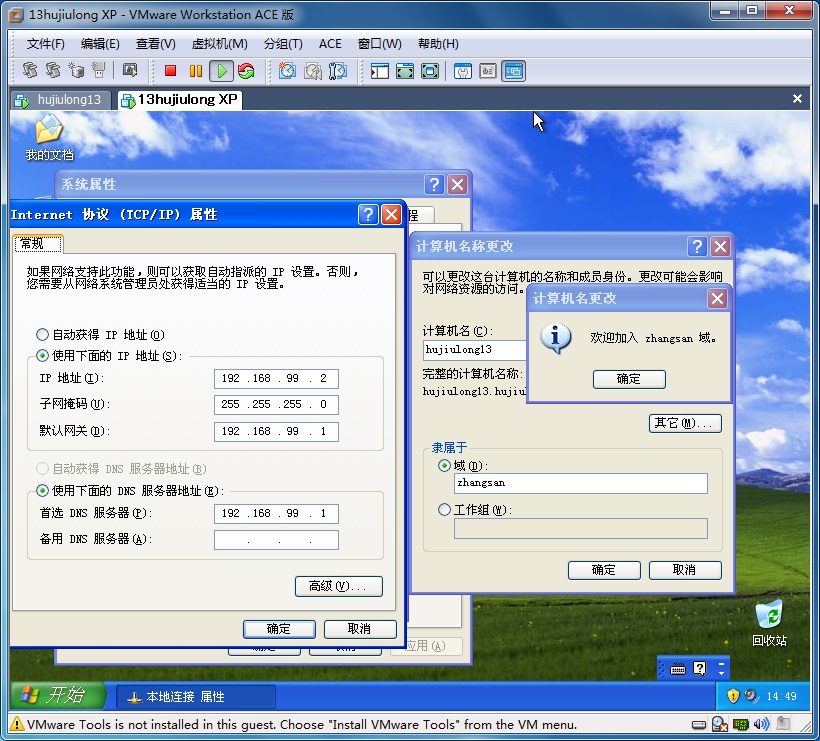 13hujiulong XP - VMware Workstation ACE 版
文件(F) 编辑(E) 查看(V) 虚拟机(M) 分组(T) ACE 窗口(W) 帮助(H)
hujiulong13 13hujiulong XP
我的文档
系统属性
Internet 协议 (TCP/IP) 属性
常规
如果网络支持此功能，则可以获取自动指派的 IP 设置。否则，
您需要从网络系统管理员处获得适当的 IP 设置。
自动获得 IP 地址(O)
使用下面的 IP 地址(S):
IP 地址(I): 192 .168 . 99 . 2
子网掩码(U): 255 .255 .255 . 0
默认网关(D): 192 .168 . 99 . 1
自动获得 DNS 服务器地址(B)
使用下面的 DNS 服务器地址(E):
首选 DNS 服务器(P): 192 .168 . 99 . 1
备用 DNS 服务器(A): . . .
高级(V)...
确定 取消
程
计算机名称更改
可以更改这台计算机的名称和成员身份。更改可能会影响
对网络资源的访问。
计算机名(C):
hujiulong13
完整的计算机名称:
hujiulong13.hujiu
计算机名更改
欢迎加入 zhangsan 域。
确定
其它(M)...
隶属于
域(D):
zhangsan
工作组(W):
确定 取消
应用(A)
回收站
开始 本地连接 属性 14:49
VMware Tools is not installed in this guest. Choose "Install VMware Tools" from the VM menu.